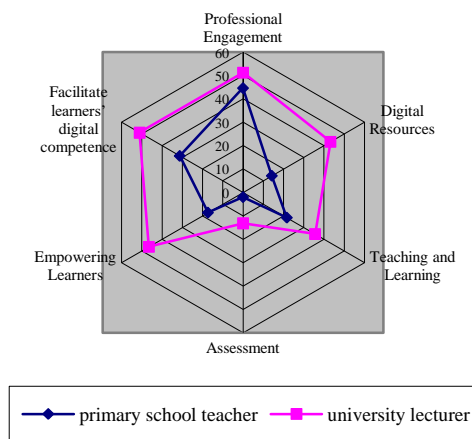 Professional
Engagement
60
50
40
30
20
10
0
Facilitate
learners'
digital
competence
Digital
Resources
Empowering
Learners
Teaching and
Learning
Assessment
primary school teacher
university lecturer